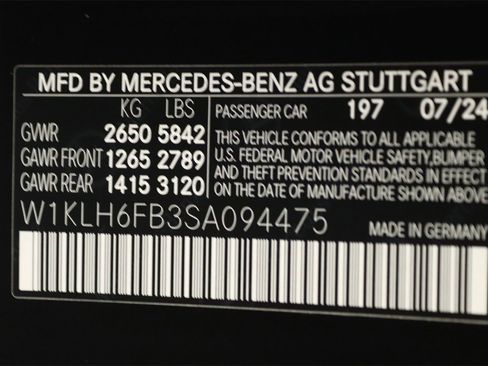 MFD BY MERCEDES-BENZ AG STUTTGART
KG LBS PASSENGER CAR 197 07/24
GVWR 2650 5842 THIS VEHICLE CONFORMS TO ALL APPLICABLE
GAWR FRONT 1265 2789 U.S. FEDERAL MOTOR VEHICLE SAFETY, BUMPER
GAWR REAR 1415 3120 AND THEFT PREVENTION STANDARDS IN EFFECT
ON THE DATE OF MANUFACTURE SHOWN ABOVE
W1KLH6FB3SA094475 MADE IN GERMANY